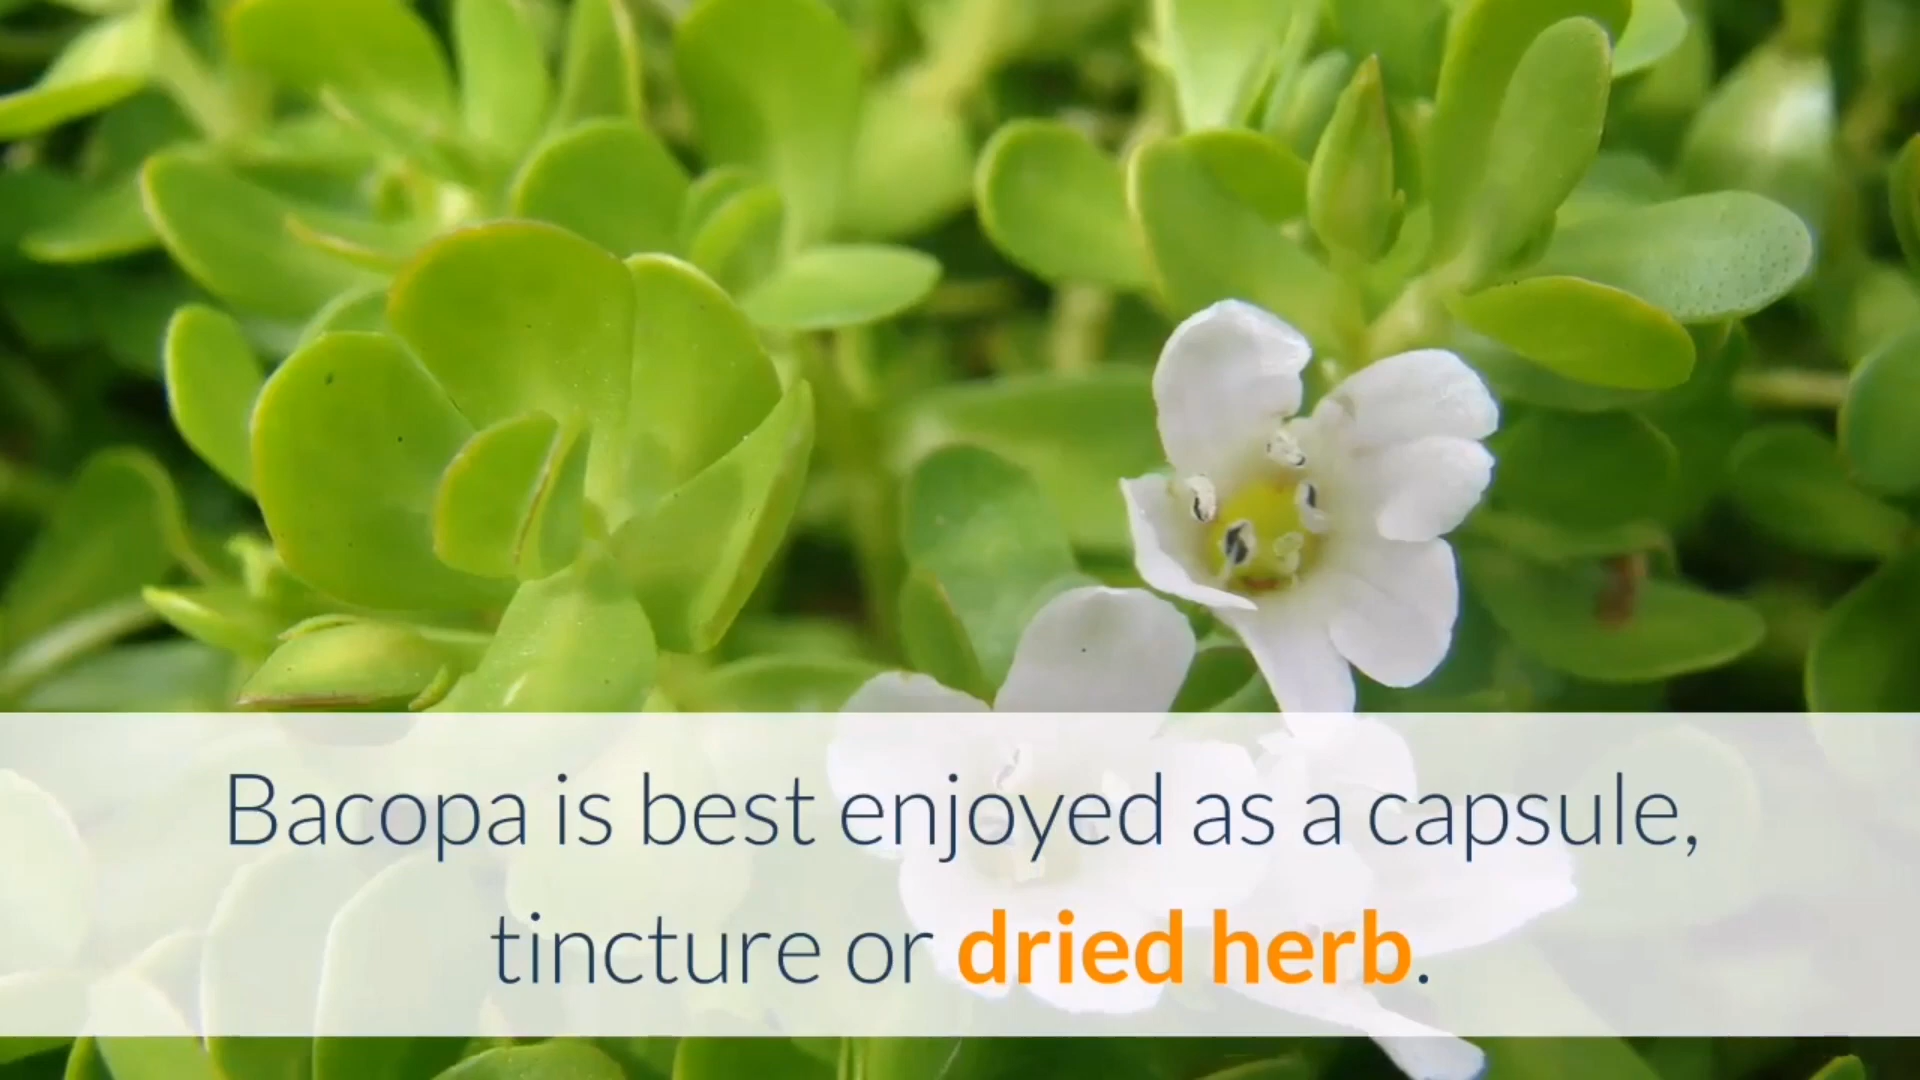 Bacopa is best enjoyed as a capsule,
tincture or dried herb.